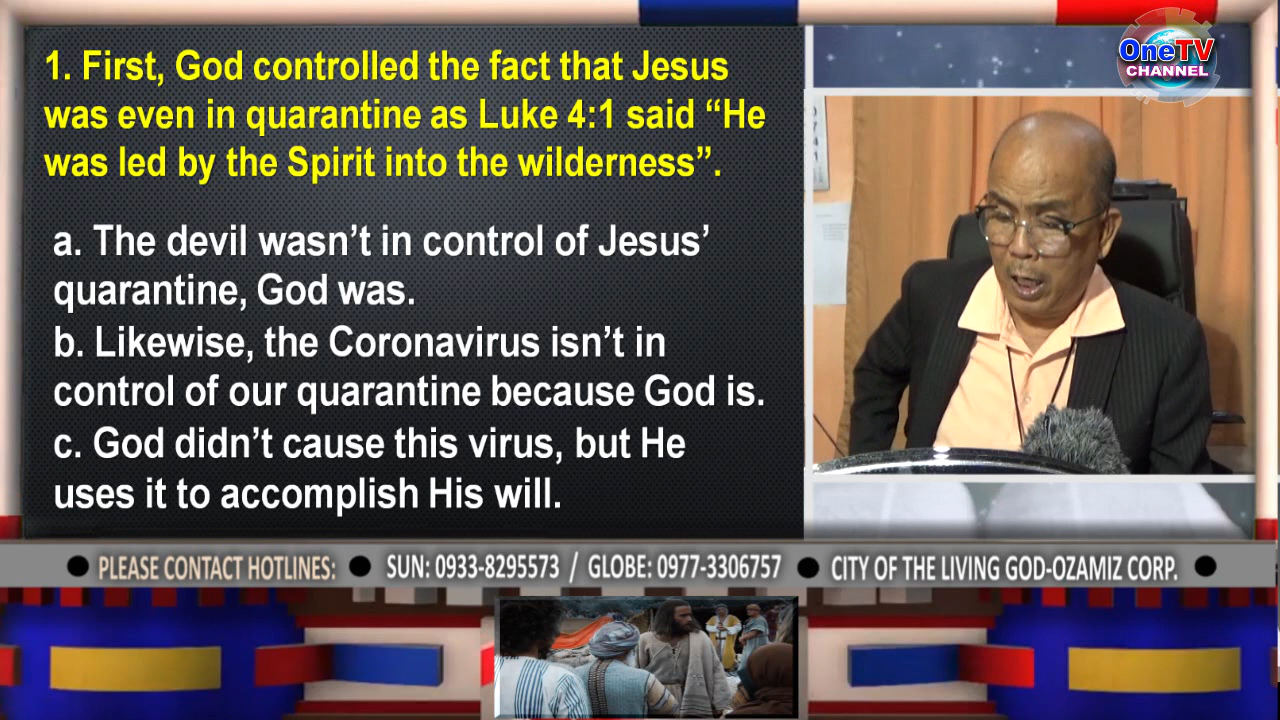 1. First, God controlled the fact that Jesus
was even in quarantine as Luke 4:1 said “He
was led by the Spirit into the wilderness”.
a. The devil wasn’t in control of Jesus’
quarantine, God was.
b. Likewise, the Coronavirus isn’t in
control of our quarantine because God is.
c. God didn’t cause this virus, but He
uses it to accomplish His will.
OneTV
CHANNEL
PLEASE CONTACT HOTLINES: ● SUN: 0933-8295573 / GLOBE: 0977-3306757 ● CITY OF THE LIVING GOD-OZAMIZ CORP.